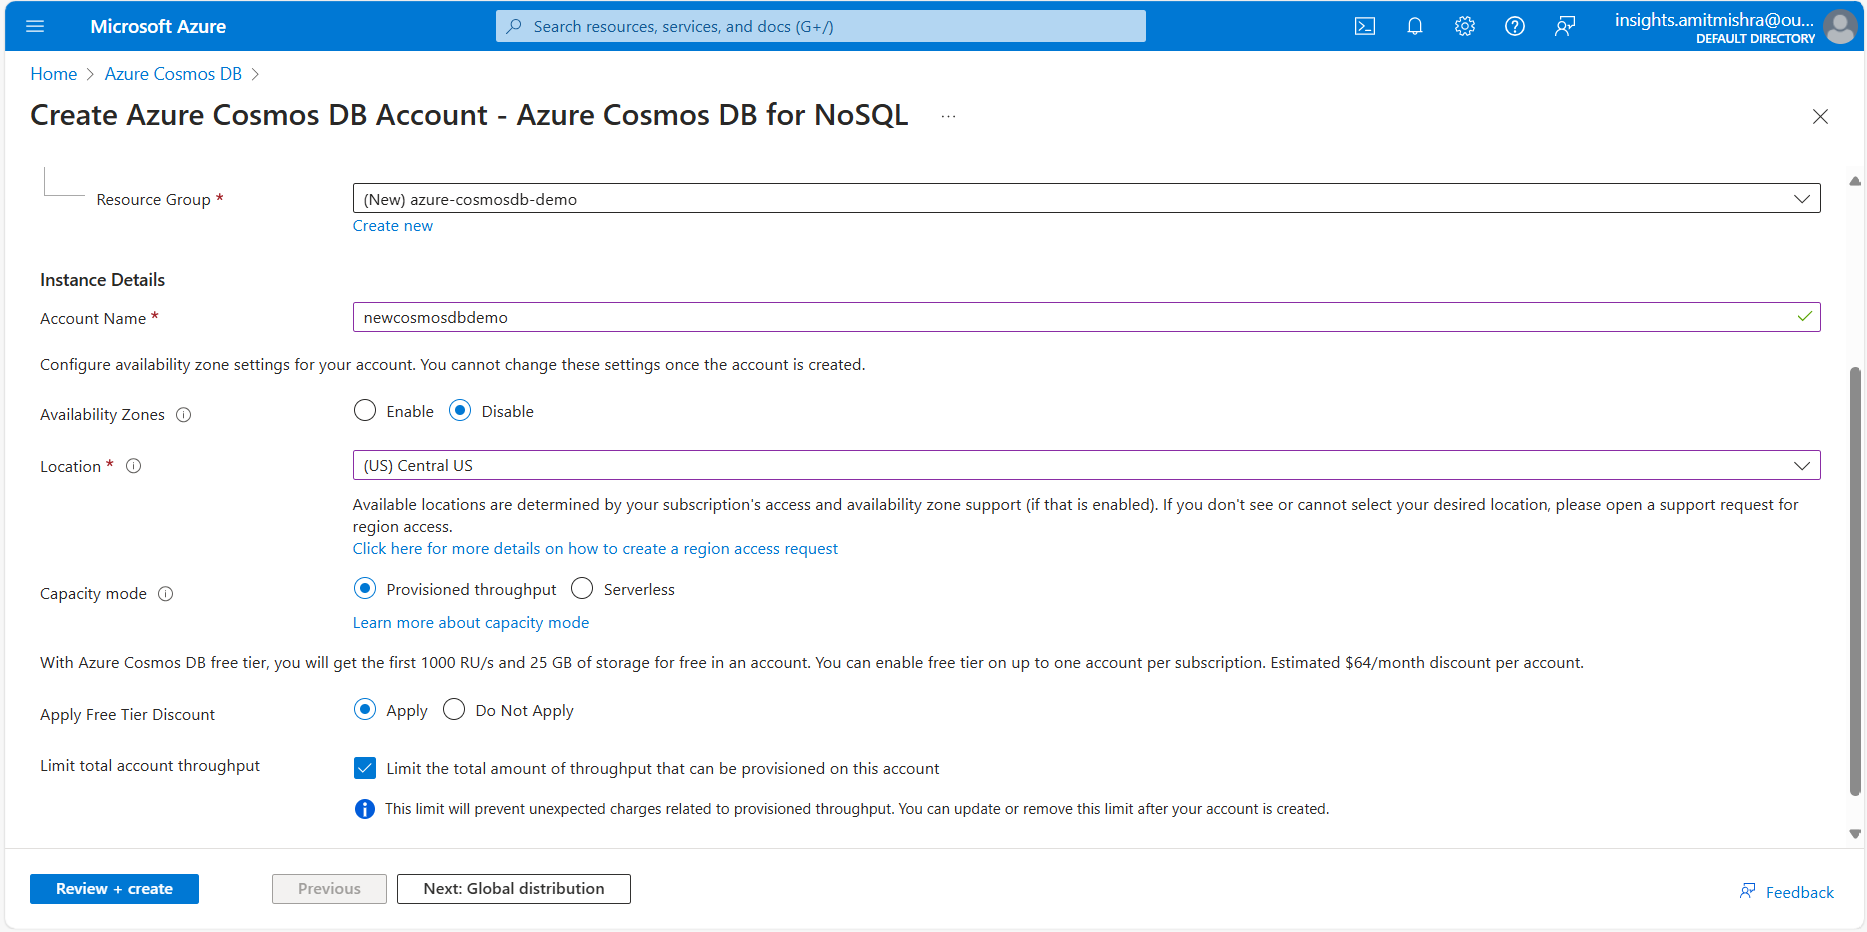 Microsoft Azure
Search resources, services, and docs (G+/)
insights.amitmishra@ou...
DEFAULT DIRECTORY
Home > Azure Cosmos DB >
Create Azure Cosmos DB Account - Azure Cosmos DB for NoSQL ...
Resource Group *
(New) azure-cosmosdb-demo
Create new
Instance Details
Account Name *
newcosmosdbdemo
Configure availability zone settings for your account. You cannot change these settings once the account is created.
Availability Zones
Enable
Disable
Location *
(US) Central US
Available locations are determined by your subscription's access and availability zone support (if that is enabled). If you don't see or cannot select your desired location, please open a support request for
region access.
Click here for more details on how to create a region access request
Capacity mode
Provisioned throughput
Serverless
Learn more about capacity mode
With Azure Cosmos DB free tier, you will get the first 1000 RU/s and 25 GB of storage for free in an account. You can enable free tier on up to one account per subscription. Estimated $64/month discount per account.
Apply Free Tier Discount
Apply
Do Not Apply
Limit total account throughput
Limit the total amount of throughput that can be provisioned on this account
This limit will prevent unexpected charges related to provisioned throughput. You can update or remove this limit after your account is created.
Review + create
Previous
Next: Global distribution
Feedback